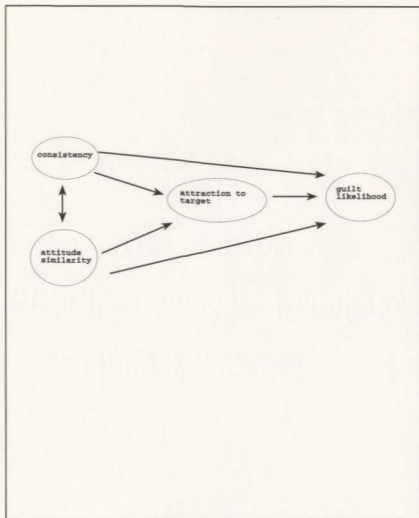 consistency
attraction to
target
guilt
likelihood
attitude
similarity